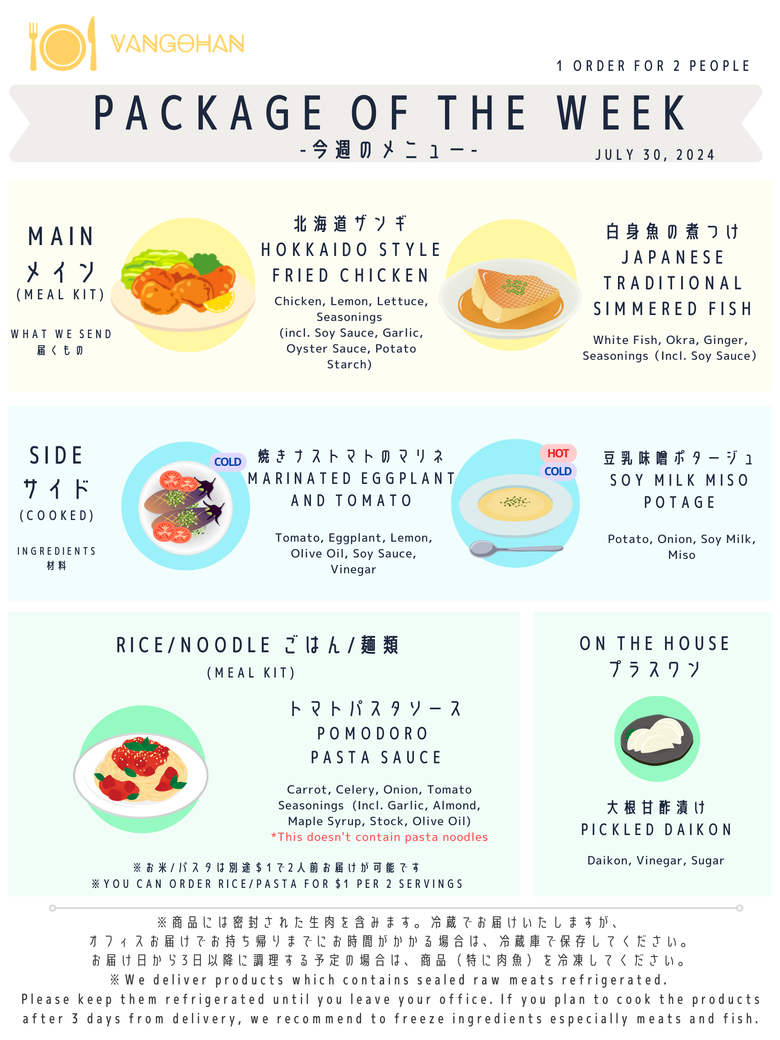 VANGOHAN
1 ORDER FOR 2 PEOPLE
PACKAGE OF THE WEEK
-今週のメニュー-
JULY 30, 2024
MAIN
メイン
(MEAL KIT)
WHAT WE SEND
届くもの
北海道ザンギ
HOKKAIDO STYLE
FRIED CHICKEN
Chicken, Lemon, Lettuce,
Seasonings
(incl. Soy Sauce, Garlic,
Oyster Sauce, Potato
Starch)
白身魚の煮つけ
JAPANESE
TRADITIONAL
SIMMERED FISH
White Fish, Okra, Ginger,
Seasonings (Incl. Soy Sauce)
SIDE
サイド
(COOKED)
INGREDIENTS
材料
COLD
焼きナストマトのマリネ
MARINATED EGGPLANT
AND TOMATO
Tomato, Eggplant, Lemon,
Olive Oil, Soy Sauce,
Vinegar
HOT
COLD
豆乳味噌ポタージュ
SOY MILK MISO
POTAGE
Potato, Onion, Soy Milk,
Miso
RICE/NOODLE ごはん/麺類
(MEAL KIT)
トマトパスタソース
POMODORO
PASTA SAUCE
Carrot, Celery, Onion, Tomato
Seasonings (Incl. Garlic, Almond,
Maple Syrup, Stock, Olive Oil)
*This doesn't contain pasta noodles
※お米/パスタは別途$1で2人前お届けが可能です
※YOU CAN ORDER RICE/PASTA FOR $1 PER 2 SERVINGS
ON THE HOUSE
プラスワン
大根甘酢漬け
PICKLED DAIKON
Daikon, Vinegar, Sugar
※商品には密封された生肉を含みます。冷蔵でお届けいたしますが、
オフィスお届けでお持ち帰りまでにお時間がかかる場合は、冷蔵庫で保存してください。
お届け日から3日以降に調理する予定の場合は、商品（特に肉魚）を冷凍してください。
※We deliver products which contains sealed raw meats refrigerated.
Please keep them refrigerated until you leave your office. If you plan to cook the products
after 3 days from delivery, we recommend to freeze ingredients especially meats and fish.